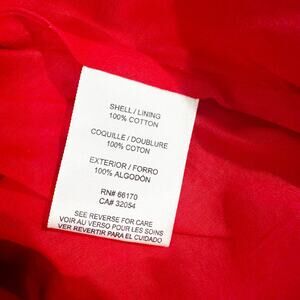 SHELL / LINING
100% COTTON
COQUILLE / DOUBLURE
100% COTON
EXTERIOR / FORRO
100% ALGODÓN
RN# 66170
CA# 32054
SEE REVERSE FOR CARE
VOIR AU VERSO POUR LES SOINS
VER REVERTIR PARA EL CUIDADO